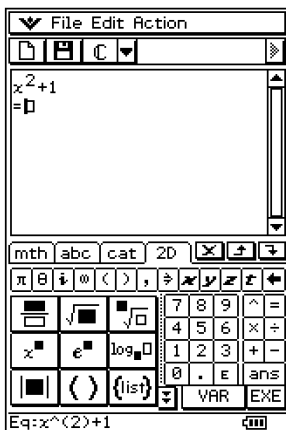 File Edit Action
ℂ
x²+1
=□
mth abc cat 2D
π θ i ∞ ( ) , ⇒ x y z t ←
√■ ■√□ 7 8 9 ^ =
4 5 6 × ÷
x■ e■ log■□ 1 2 3 + -
|■| ( ) {list} 0 . E ans
VAR EXE
Eq:x^(2)+1